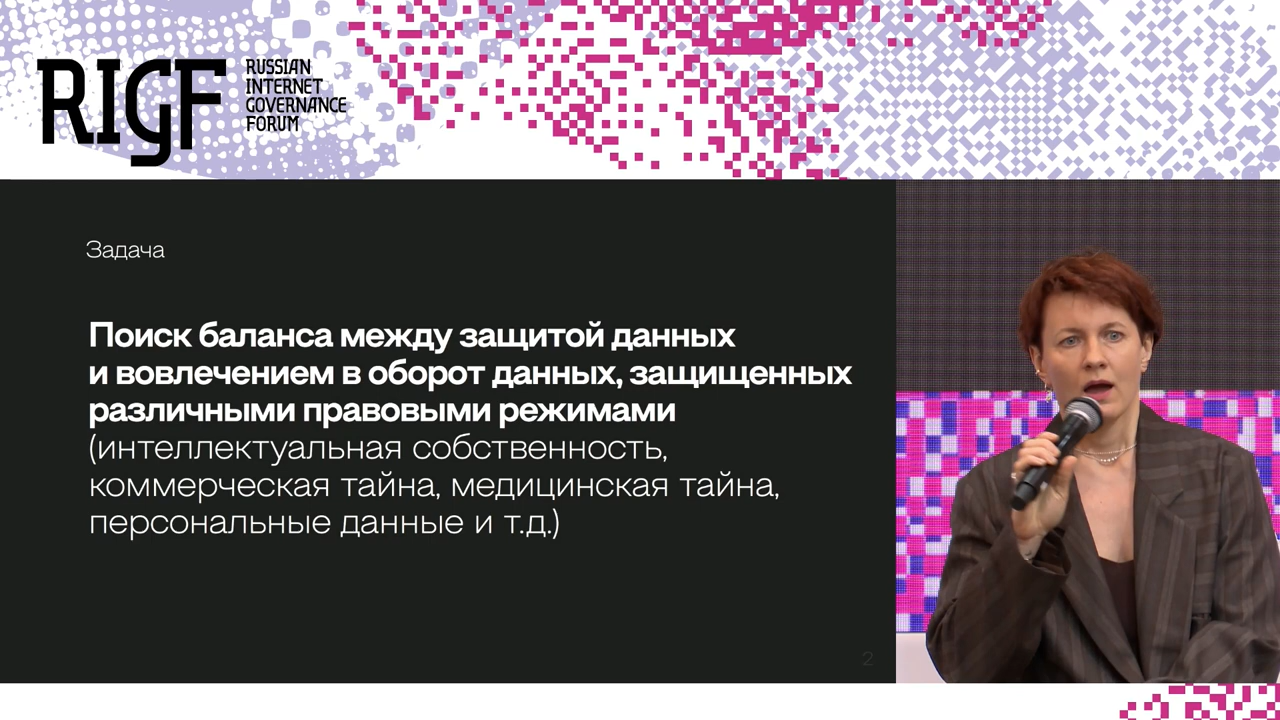 RIGF
RUSSIAN
INTERNET
GOVERNANCE
FORUM
Задача
Поиск баланса между защитой данных
и вовлечением в оборот данных, защищенных
различными правовыми режимами
(интеллектуальная собственность,
коммерческая тайна, медицинская тайна,
персональные данные и т.д.)
2